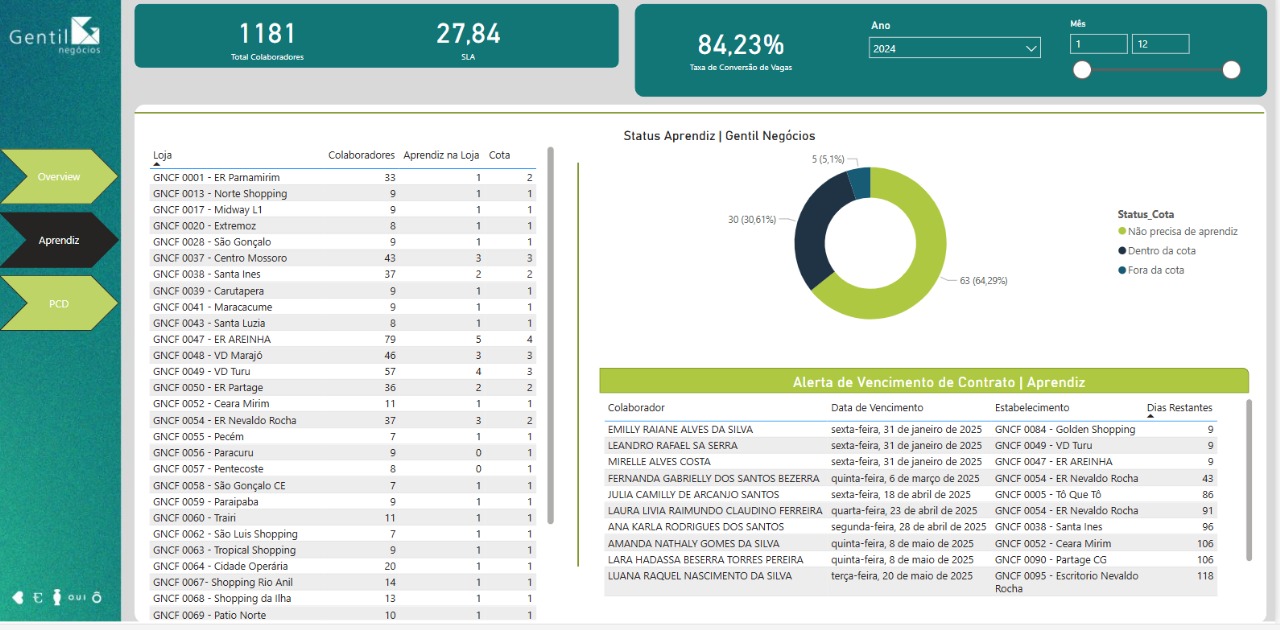 Gentil
negócios
1181
Total Colaboradores
27,84
SLA
84,23%
Taxa de Conversão de Vagas
Ano
2024
Mês
1 12
Overview
Aprendiz
PCD
Loja Colaboradores Aprendiz na Loja Cota
GNCF 0001 - ER Parnamirim 33 1 2
GNCF 0013 - Norte Shopping 9 1 1
GNCF 0017 - Midway L1 9 1 1
GNCF 0020 - Extremoz 8 1 1
GNCF 0028 - São Gonçalo 9 1 1
GNCF 0037 - Centro Mossoro 43 3 3
GNCF 0038 - Santa Ines 37 2 2
GNCF 0039 - Carutapera 9 1 1
GNCF 0041 - Maracacume 9 1 1
GNCF 0043 - Santa Luzia 8 1 1
GNCF 0047 - ER AREINHA 79 5 4
GNCF 0048 - VD Marajó 46 3 3
GNCF 0049 - VD Turu 57 4 3
GNCF 0050 - ER Partage 36 2 2
GNCF 0052 - Ceara Mirim 11 1 1
GNCF 0054 - ER Nevaldo Rocha 37 3 2
GNCF 0055 - Pecém 7 1 1
GNCF 0056 - Paracuru 9 0 1
GNCF 0057 - Pentecoste 8 0 1
GNCF 0058 - São Gonçalo CE 7 1 1
GNCF 0059 - Paraipaba 9 1 1
GNCF 0060 - Trairi 11 1 1
GNCF 0062 - São Luis Shopping 7 1 1
GNCF 0063 - Tropical Shopping 9 1 1
GNCF 0064 - Cidade Operária 20 1 1
GNCF 0067- Shopping Rio Anil 14 1 1
GNCF 0068 - Shopping da Ilha 13 1 1
GNCF 0069 - Patio Norte 10 1 1
Status Aprendiz | Gentil Negócios
5 (5,1%)
30 (30,61%)
63 (64,29%)
Status_Cota
Não precisa de aprendiz
Dentro da cota
Fora da cota
Alerta de Vencimento de Contrato | Aprendiz
Colaborador Data de Vencimento Estabelecimento Dias Restantes
EMILLY RAIANE ALVES DA SILVA sexta-feira, 31 de janeiro de 2025 GNCF 0084 - Golden Shopping 9
LEANDRO RAFAEL SA SERRA sexta-feira, 31 de janeiro de 2025 GNCF 0049 - VD Turu 9
MIRELLE ALVES COSTA sexta-feira, 31 de janeiro de 2025 GNCF 0047 - ER AREINHA 9
FERNANDA GABRIELLY DOS SANTOS BEZERRA quinta-feira, 6 de março de 2025 GNCF 0054 - ER Nevaldo Rocha 43
JULIA CAMILLY DE ARCANJO SANTOS sexta-feira, 18 de abril de 2025 GNCF 0005 - Tô Que Tô 86
LAURA LIVIA RAIMUNDO CLAUDINO FERREIRA quarta-feira, 23 de abril de 2025 GNCF 0054 - ER Nevaldo Rocha 91
ANA KARLA RODRIGUES DOS SANTOS segunda-feira, 28 de abril de 2025 GNCF 0038 - Santa Ines 96
AMANDA NATHALY GOMES DA SILVA quinta-feira, 8 de maio de 2025 GNCF 0052 - Ceara Mirim 106
LARA HADASSA BESERRA TORRES PEREIRA quinta-feira, 8 de maio de 2025 GNCF 0090 - Partage CG 106
LUANA RAQUEL NASCIMENTO DA SILVA terça-feira, 20 de maio de 2025 GNCF 0095 - Escritorio Nevaldo 118
Rocha